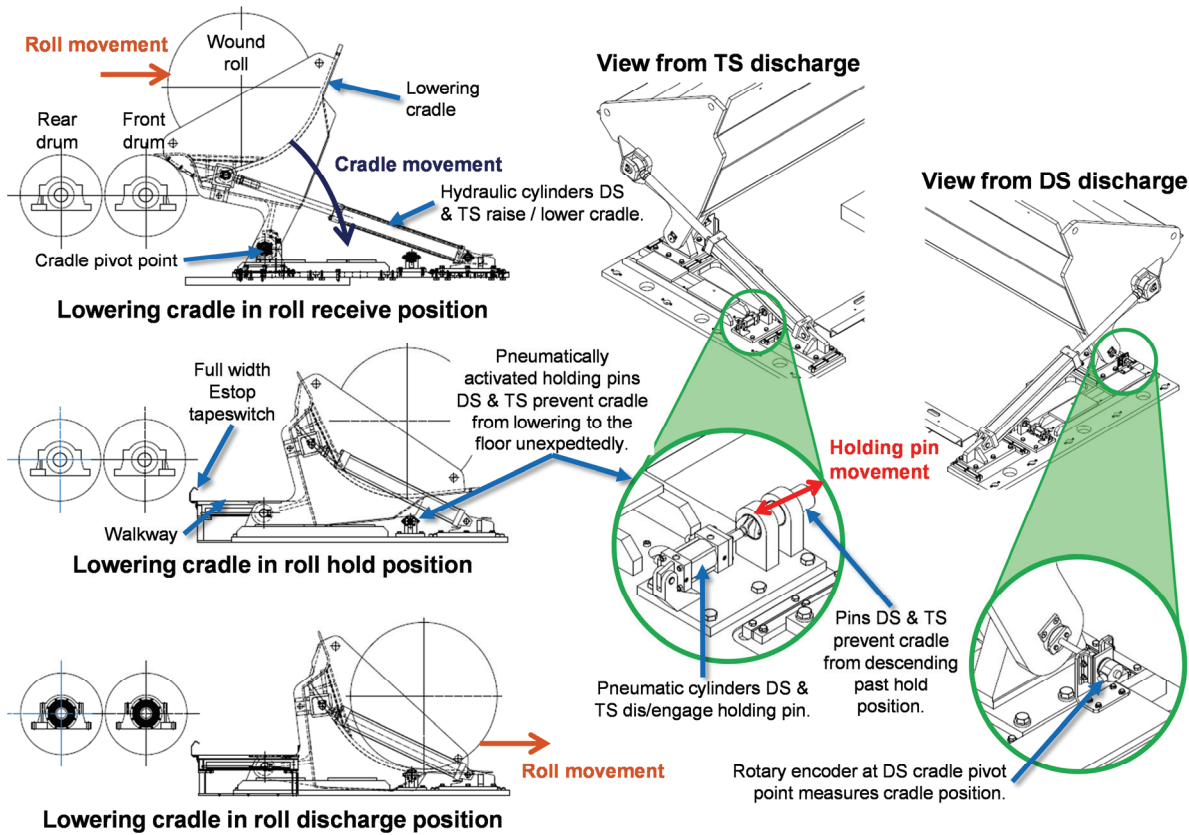 Roll movement
Wound
roll
Lowering
cradle
Rear
drum
Front
drum
Cradle movement
Hydraulic cylinders DS
& TS raise / lower cradle.
Cradle pivot point
Lowering cradle in roll receive position
View from TS discharge
View from DS discharge
Full width
Estop
tapeswitch
Pneumatically
activated holding pins
DS & TS prevent cradle
from lowering to the
floor unexpedtedly.
Walkway
Lowering cradle in roll hold position
Holding pin
movement
Pins DS & TS
prevent cradle
from descending
past hold
position.
Pneumatic cylinders DS &
TS dis/engage holding pin.
Roll movement
Rotary encoder at DS cradle pivot
point measures cradle position.
Lowering cradle in roll discharge position